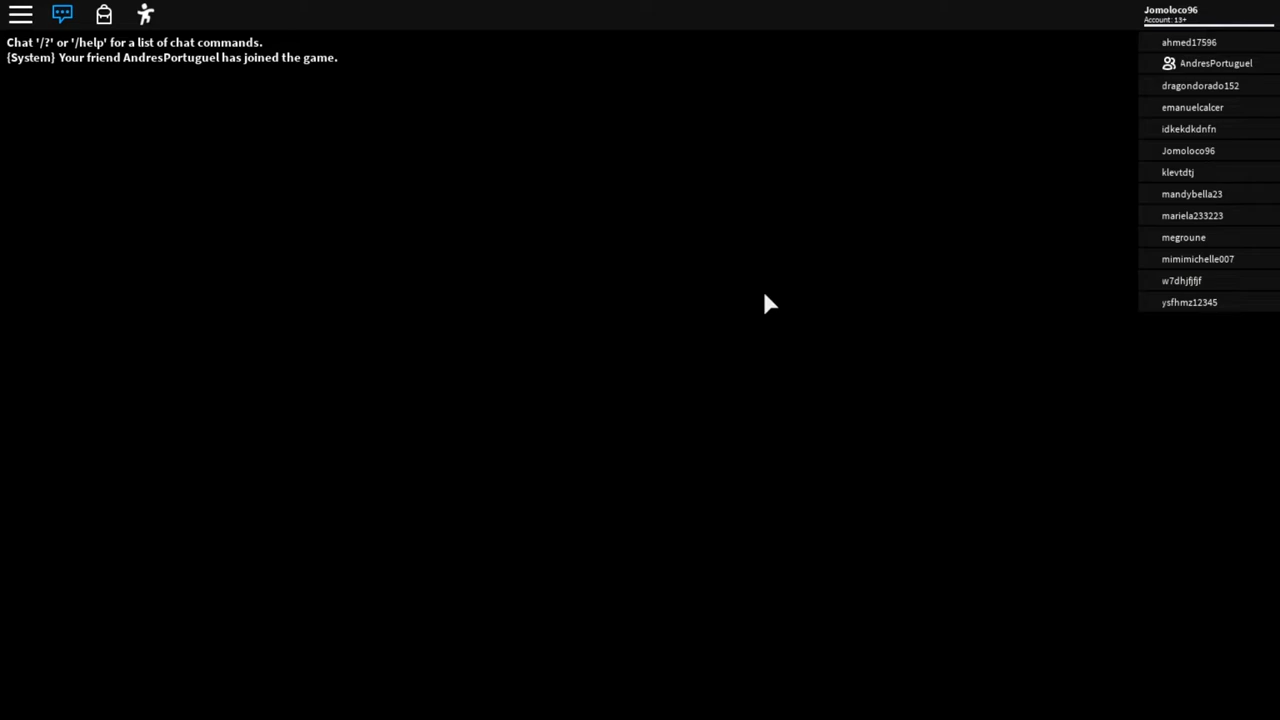 Jomoloco96
Account: 13+
Chat '/?' or '/help' for a list of chat commands.
{System} Your friend AndresPortuguel has joined the game.
ahmed17596
AndresPortuguel
dragondorado152
emanuelcalcer
idkekdkdnfn
Jomoloco96
klevtdtj
mandybella23
mariela233223
megroune
mimimichelle007
w7dhjfjfjf
ysfhmz12345